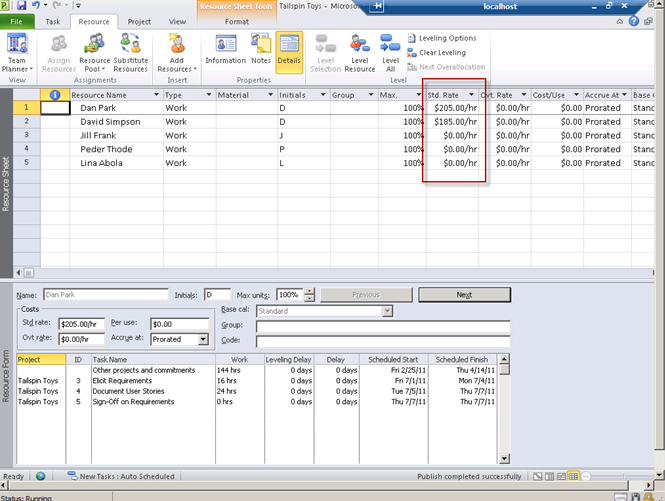 Resource Sheet Tools Tailspin Toys - Microso localhost
File Task Resource Project View Format
Team Planner Assign Resources Resource Pool Substitute Resources Add Resources Information Notes Details Level Selection Level Resource Level All Leveling Options
Clear Leveling
Next Overallocation
View Assignments Insert Properties Level
Resource Name Type Material Initials Group Max. Std. Rate Ovt. Rate Cost/Use Accrue At Base C
1 Dan Park Work D 100% $205.00/hr $0.00/hr $0.00 Prorated Stand
2 David Simpson Work D 100% $185.00/hr $0.00/hr $0.00 Prorated Stand
3 Jill Frank Work J 100% $0.00/hr $0.00/hr $0.00 Prorated Stand
4 Peder Thode Work P 100% $0.00/hr $0.00/hr $0.00 Prorated Stand
5 Lina Abola Work L 100% $0.00/hr $0.00/hr $0.00 Prorated Stand
Resource Sheet
Name: Dan Park Initials: D Max units: 100% Previous Next
Costs Base cal: Standard
Std rate: $205.00/hr Per use: $0.00 Group:
Ovt rate: $0.00/hr Accrue at: Prorated Code:
Project ID Task Name Work Leveling Delay Delay Scheduled Start Scheduled Finish
Other projects and commitments 144 hrs 0 days 0 days Fri 2/25/11 Thu 4/14/11
Tailspin Toys 3 Elicit Requirements 16 hrs 0 days 0 days Fri 7/1/11 Mon 7/4/11
Tailspin Toys 4 Document User Stories 24 hrs 0 days 0 days Tue 7/5/11 Thu 7/7/11
Tailspin Toys 5 Sign-Off on Requirements 0 hrs 0 days 0 days Thu 7/7/11 Thu 7/7/11
Resource Form
Ready New Tasks : Auto Scheduled Publish completed successfully
Status: Running